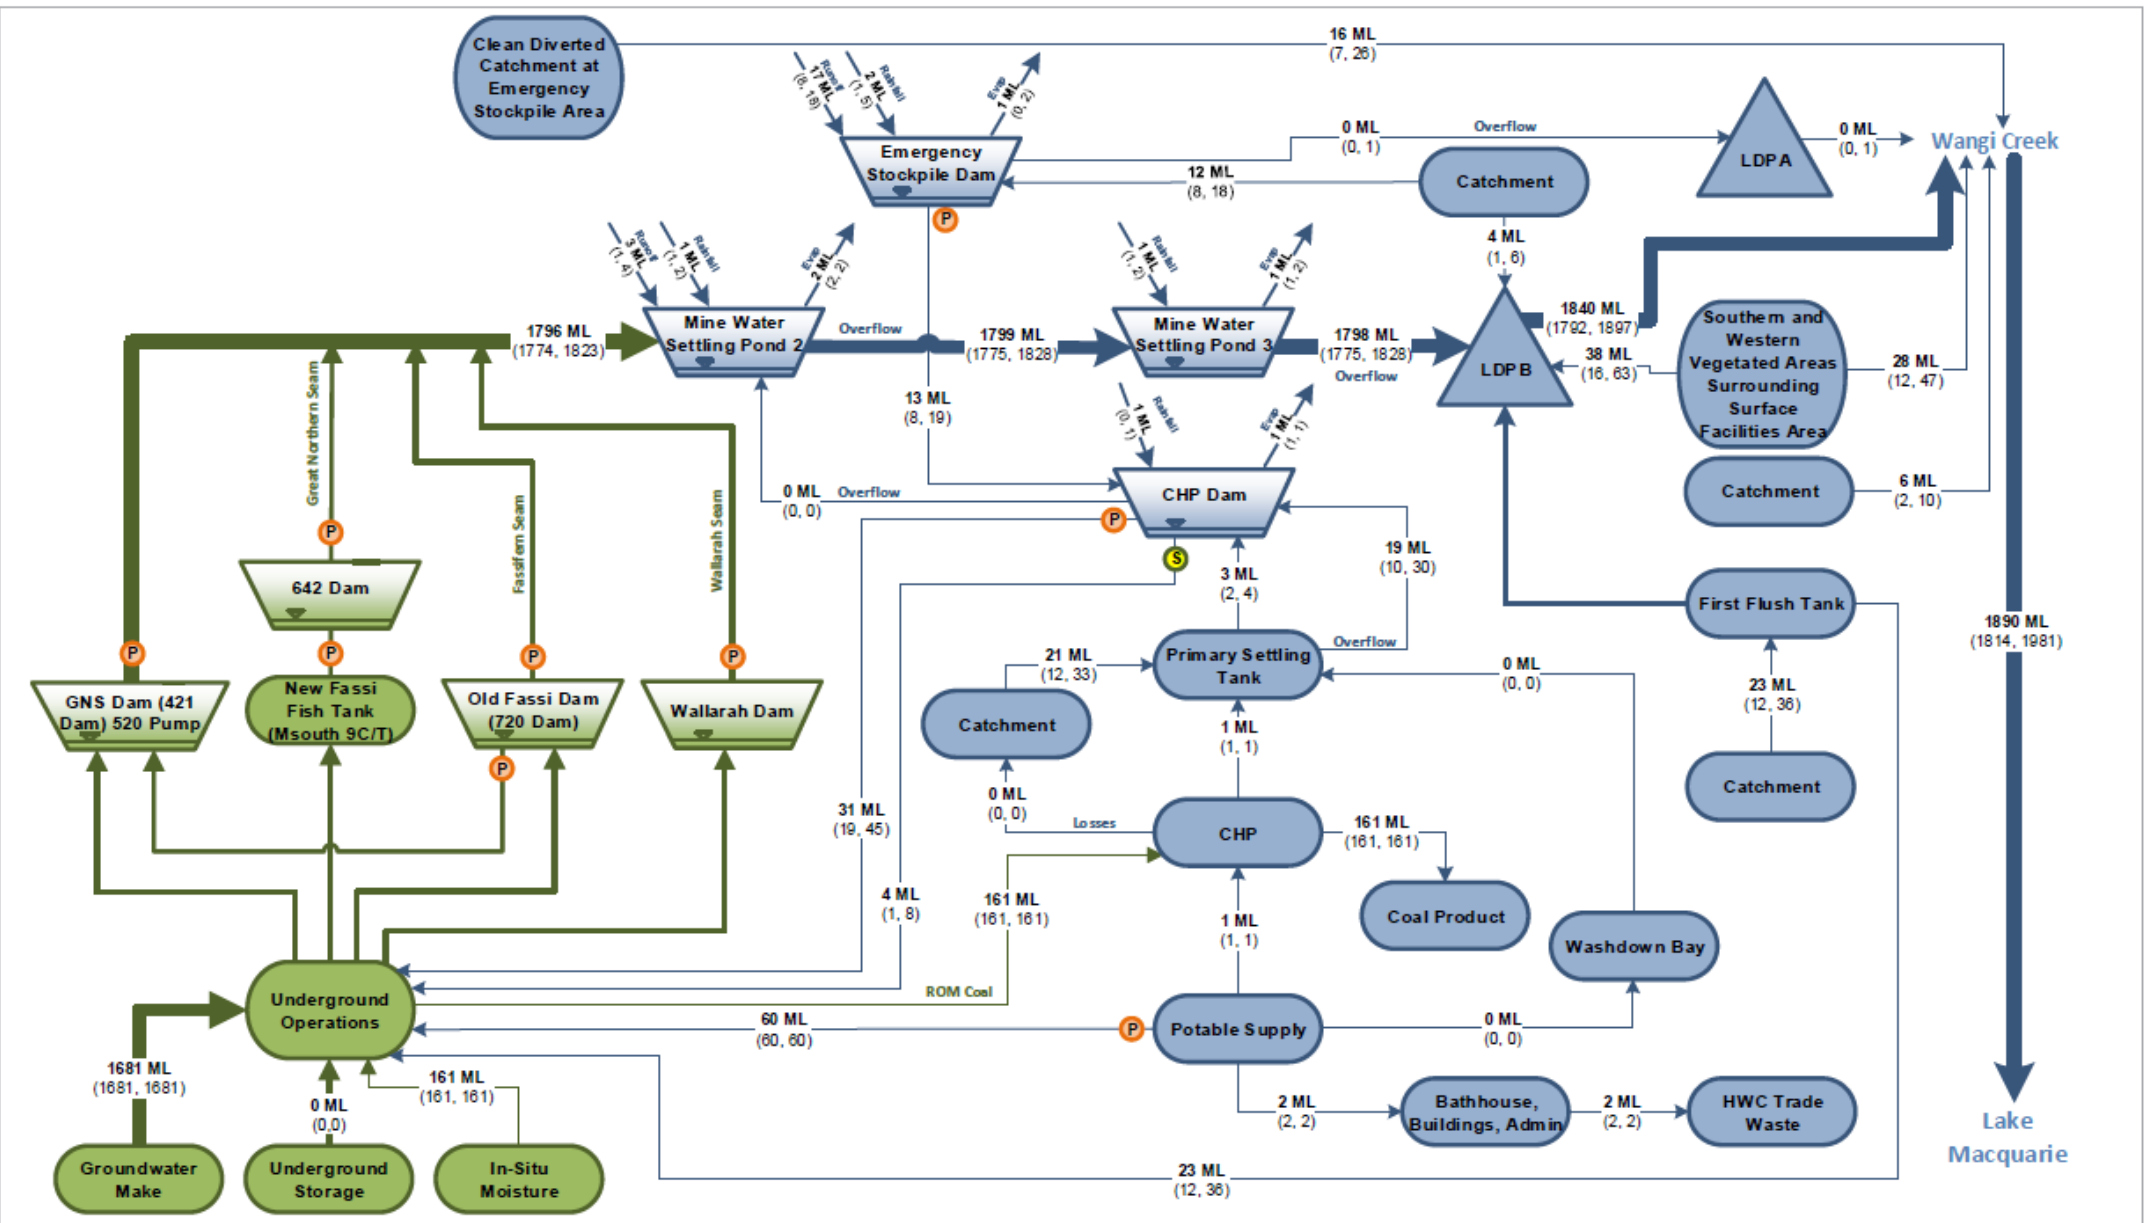 Clean Diverted
Catchment at
Emergency
Stockpile Area
16 ML
(7, 26)
Runoff
17 ML
(8, 18)
Rainfall
2 ML
(1, 5)
Evap
1 ML
(0, 2)
Emergency
Stockpile Dam
P
0 ML
(0, 1)
Overflow
LDPA
0 ML
(0, 1)
Wangi Creek
12 ML
(8, 18)
Catchment
4 ML
(1, 6)
Runoff
3 ML
(1, 4)
Rainfall
1 ML
(1, 2)
Evap
2 ML
(2, 2)
1796 ML
(1774, 1823)
Mine Water
Settling Pond 2
Overflow
1799 ML
(1775, 1828)
Rainfall
1 ML
(1, 2)
Evap
1 ML
(1, 2)
Mine Water
Settling Pond 3
1798 ML
(1775, 1828)
Overflow
LDPB
1840 ML
(1792, 1897)
38 ML
(16, 63)
Southern and
Western
Vegetated Areas
Surrounding
Surface
Facilities Area
28 ML
(12, 47)
Catchment
6 ML
(2, 10)
13 ML
(8, 19)
Rainfall
1 ML
(0, 1)
Evap
1 ML
(1, 1)
CHP Dam
P
S
0 ML
(0, 0)
Overflow
Great Northern Seam
Fassifern Seam
Wallarah Seam
P
642 Dam
P
P
P
P
GNS Dam (421
Dam) 520 Pump
New Fassi
Fish Tank
(Msouth 9C/T)
Old Fassi Dam
(720 Dam)
P
Wallarah Dam
3 ML
(2, 4)
19 ML
(10, 30)
Primary Settling
Tank
Overflow
21 ML
(12, 33)
Catchment
0 ML
(0, 0)
First Flush Tank
23 ML
(12, 36)
Catchment
1890 ML
(1814, 1981)
1 ML
(1, 1)
0 ML
(0, 0)
Losses
CHP
161 ML
(161, 161)
Coal Product
31 ML
(19, 45)
4 ML
(1, 8)
161 ML
(161, 161)
ROM Coal
1 ML
(1, 1)
Washdown Bay
Underground
Operations
60 ML
(60, 60)
P
Potable Supply
0 ML
(0, 0)
1681 ML
(1681, 1681)
0 ML
(0,0)
161 ML
(161, 161)
2 ML
(2, 2)
Bathhouse,
Buildings, Admin
2 ML
(2, 2)
HWC Trade
Waste
Groundwater
Make
Underground
Storage
In-Situ
Moisture
23 ML
(12, 36)
Lake
Macquarie